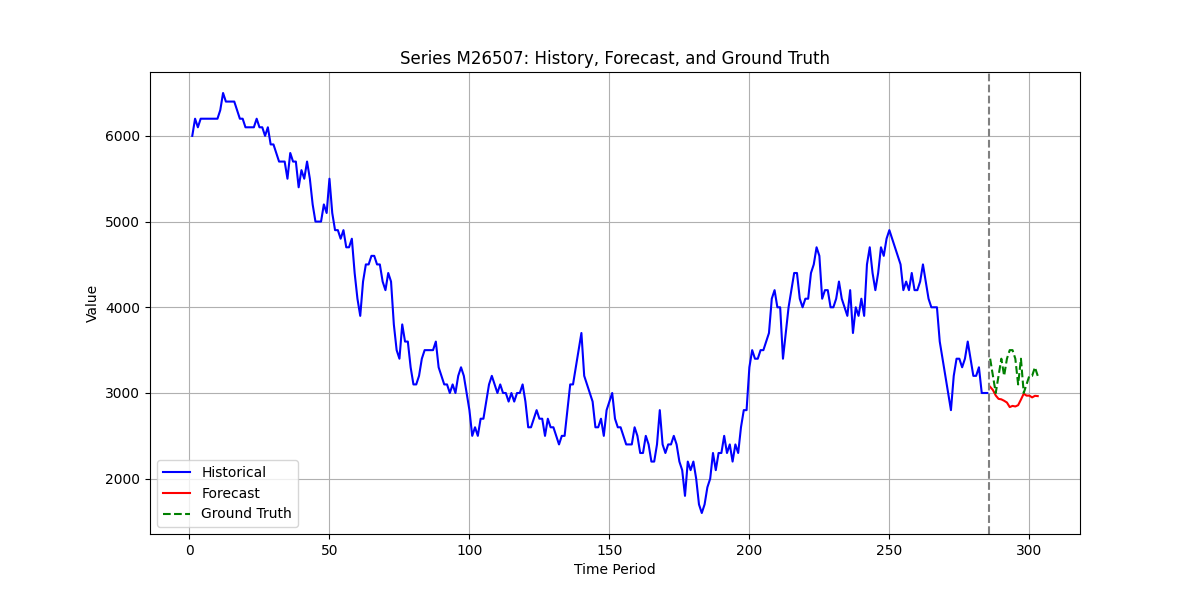 Series M26507: History, Forecast, and Ground Truth
Value
6000
5000
4000
3000
2000
Historical
Forecast
Ground Truth
0 50 100 150 200 250 300
Time Period